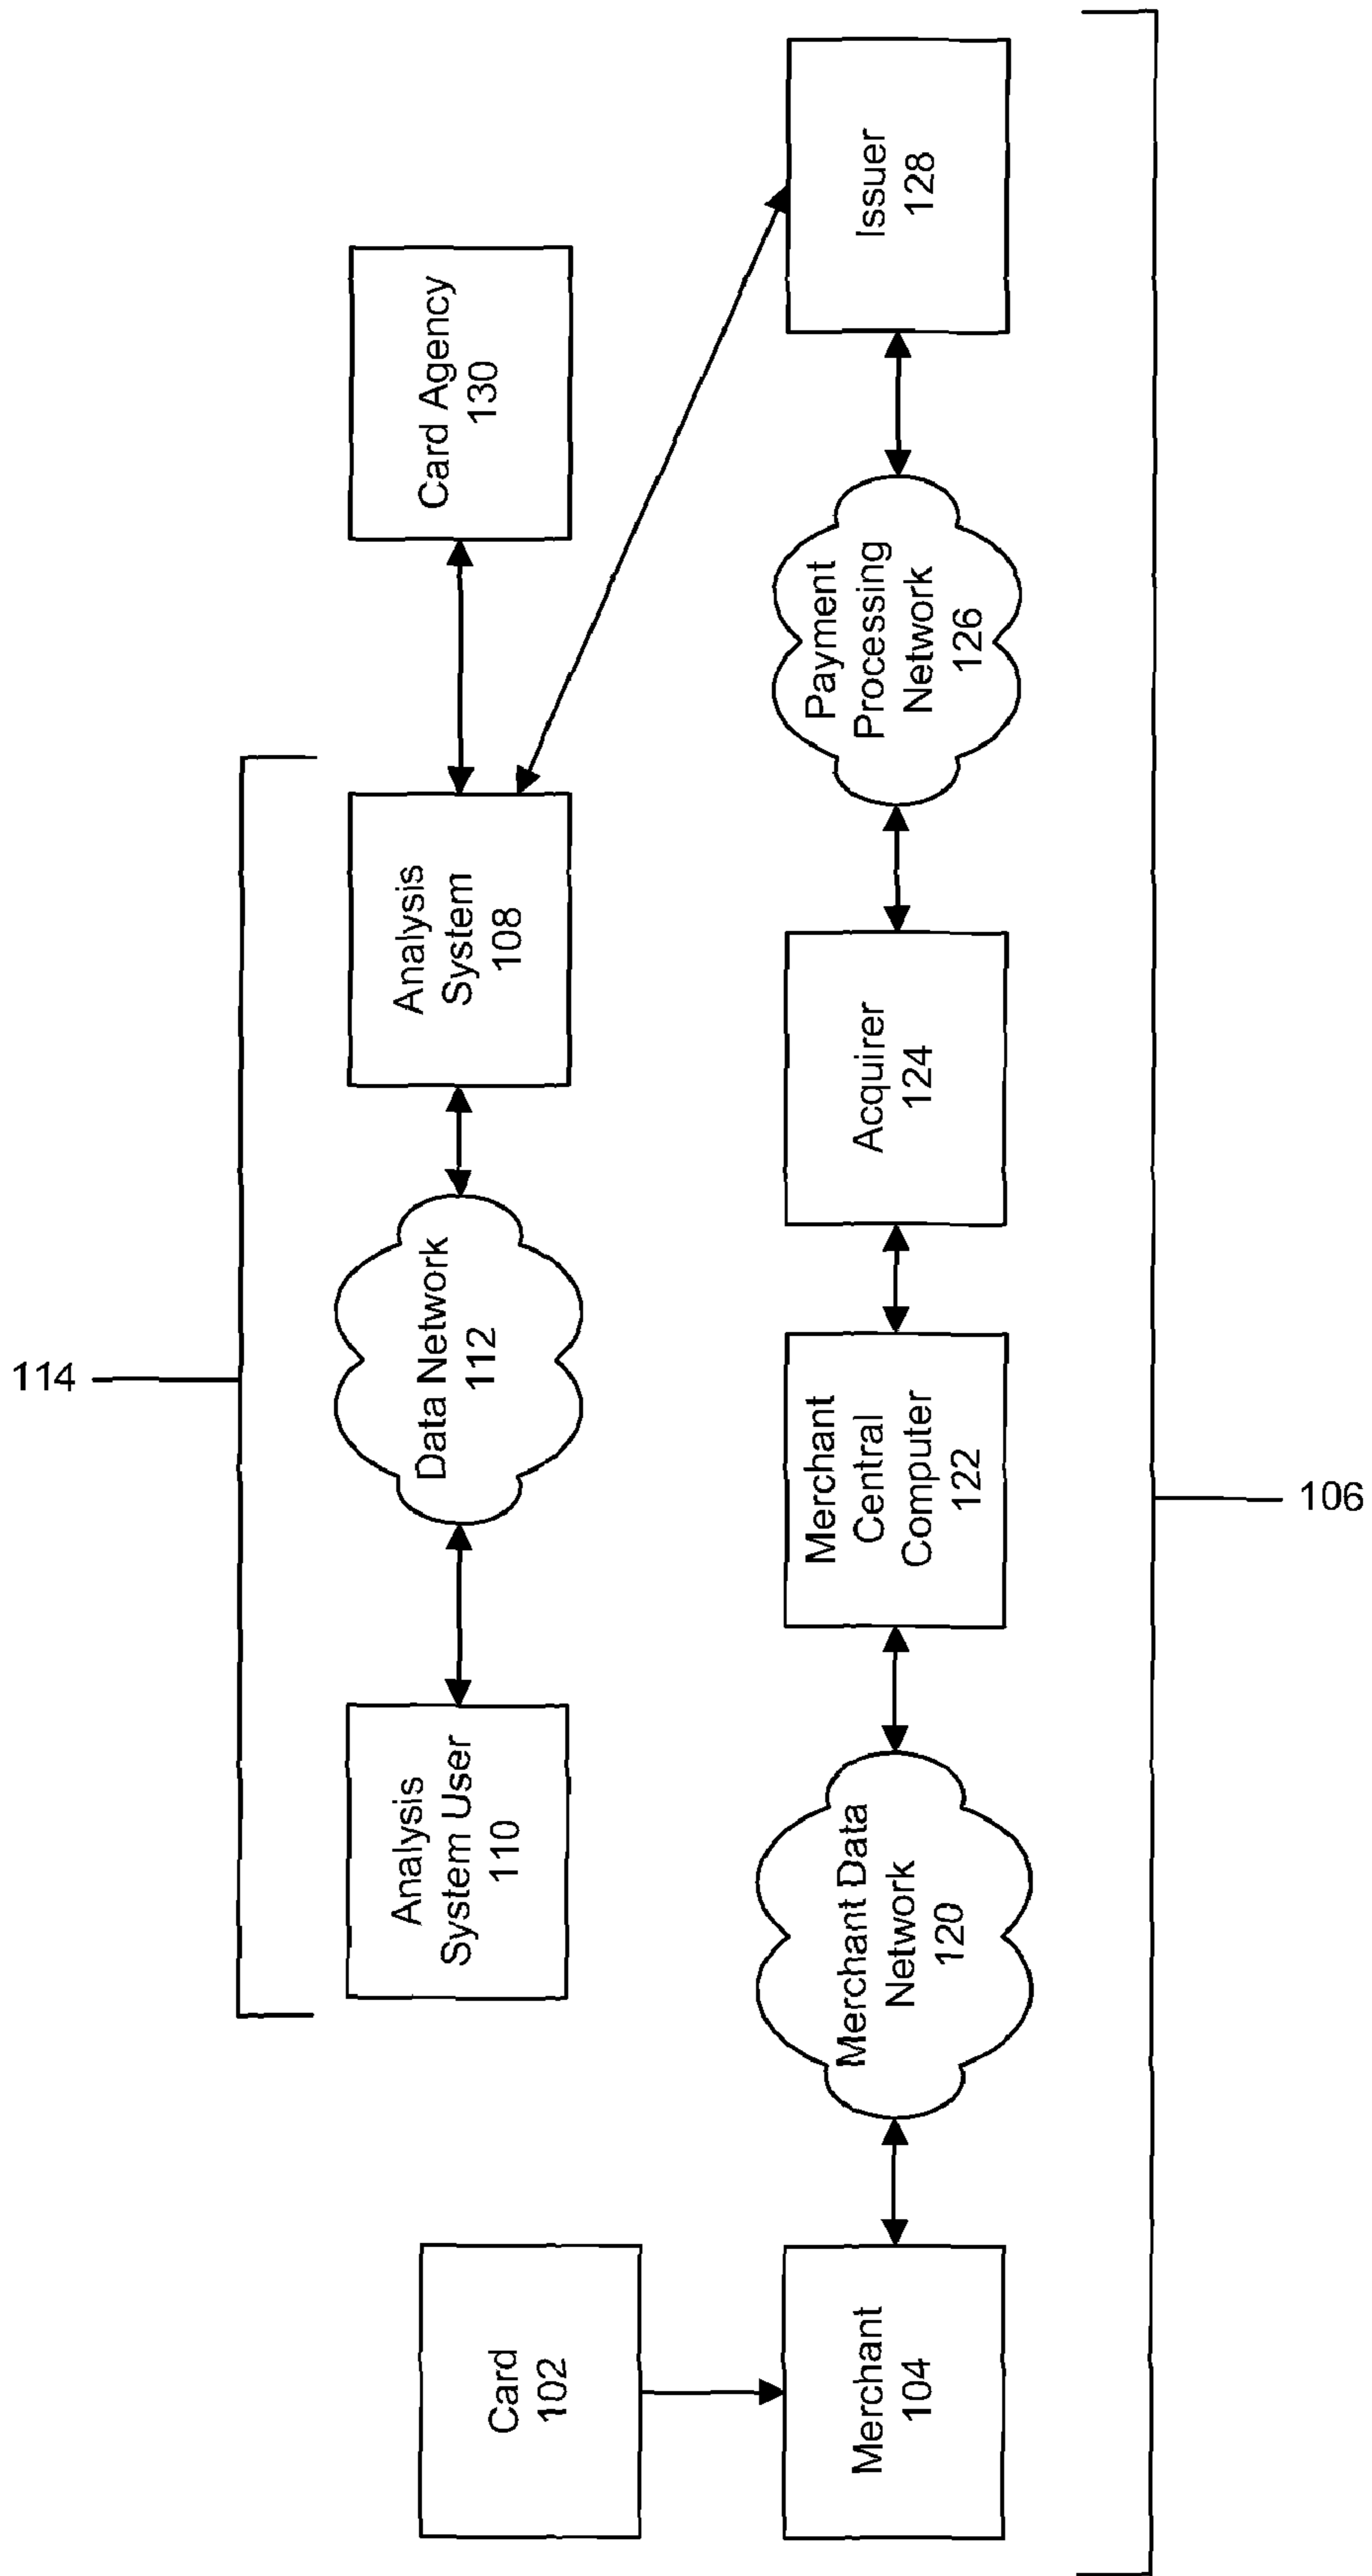 114
Analysis
System User
110
Data Network
112
Analysis
System
108
Card Agency
130
Card
102
Merchant
104
Merchant Data
Network
120
Merchant
Central
Computer
122
Acquirer
124
Payment
Processing
Network
126
Issuer
128
106